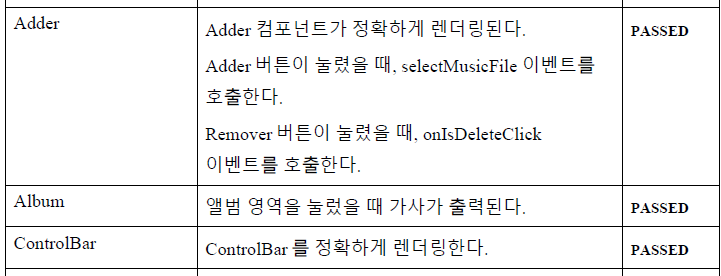 Adder
Adder 컴포넌트가 정확하게 렌더링된다.
PASSED
Adder 버튼이 눌렸을 때, selectMusicFile 이벤트를
호출한다.
Remover 버튼이 눌렸을 때, onIsDeleteClick
이벤트를 호출한다.
Album
앨범 영역을 눌렀을 때 가사가 출력된다.
PASSED
ControlBar
ControlBar 를 정확하게 렌더링한다.
PASSED